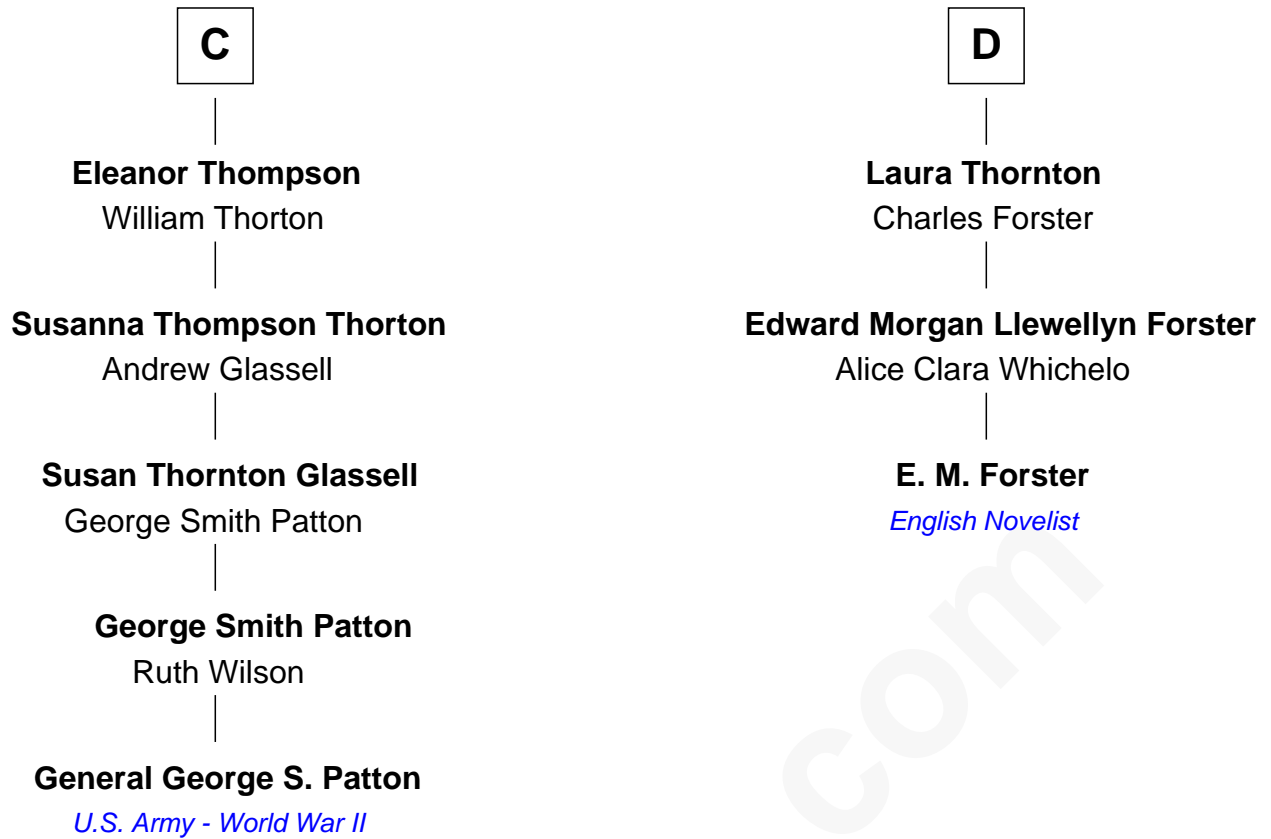 C
Eleanor Thompson
William Thorton
Susanna Thompson Thorton
Andrew Glassell
Susan Thornton Glassell
George Smith Patton
George Smith Patton
Ruth Wilson
General George S. Patton
U.S. Army - World War II
D
Laura Thornton
Charles Forster
Edward Morgan Llewellyn Forster
Alice Clara Whichelo
E. M. Forster
English Novelist
com